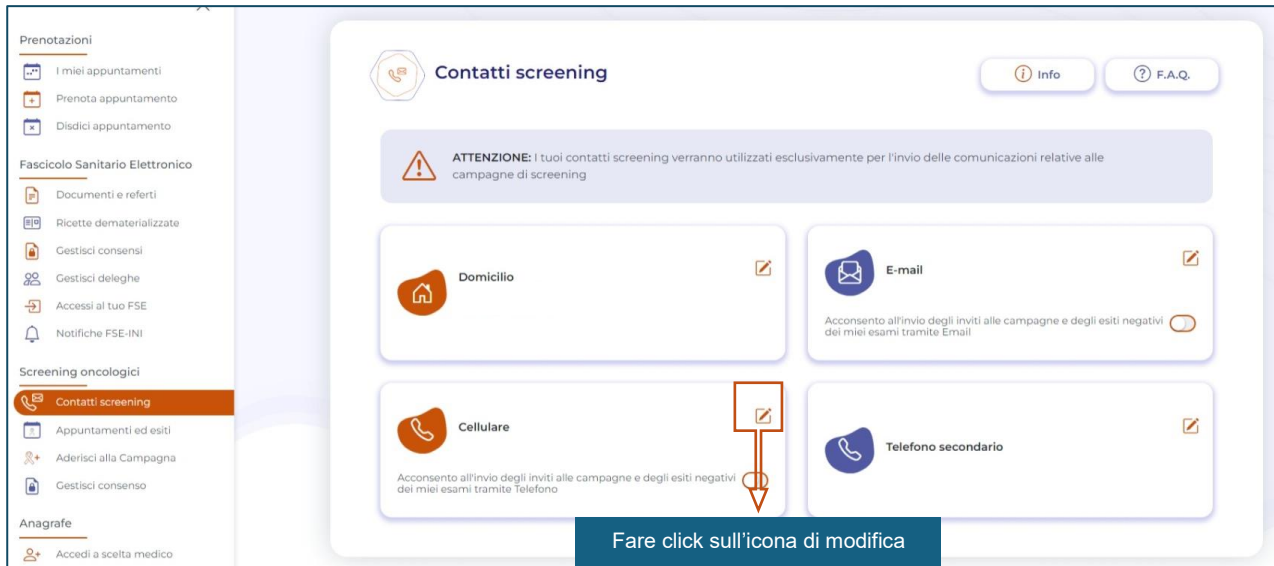 Prenotazioni
I miei appuntamenti
Prenota appuntamento
Disdici appuntamento
Fascicolo Sanitario Elettronico
Documenti e referti
Ricette dematerializzate
Gestisci consensi
Gestisci deleghe
Accessi al tuo FSE
Notifiche FSE-INI
Screening oncologici
Contatti screening
Appuntamenti ed esiti
Aderisci alla Campagna
Gestisci consenso
Anagrafe
Accedi a scelta medico
Contatti screening
Info
F.A.Q.
ATTENZIONE: I tuoi contatti screening verranno utilizzati esclusivamente per l'invio delle comunicazioni relative alle
campagne di screening
Domicilio
E-mail
Acconsento all'invio degli inviti alle campagne e degli esiti negativi
dei miei esami tramite Email
Cellulare
Acconsento all'invio degli inviti alle campagne e degli esiti negativi
dei miei esami tramite Telefono
Telefono secondario
Fare click sull’icona di modifica